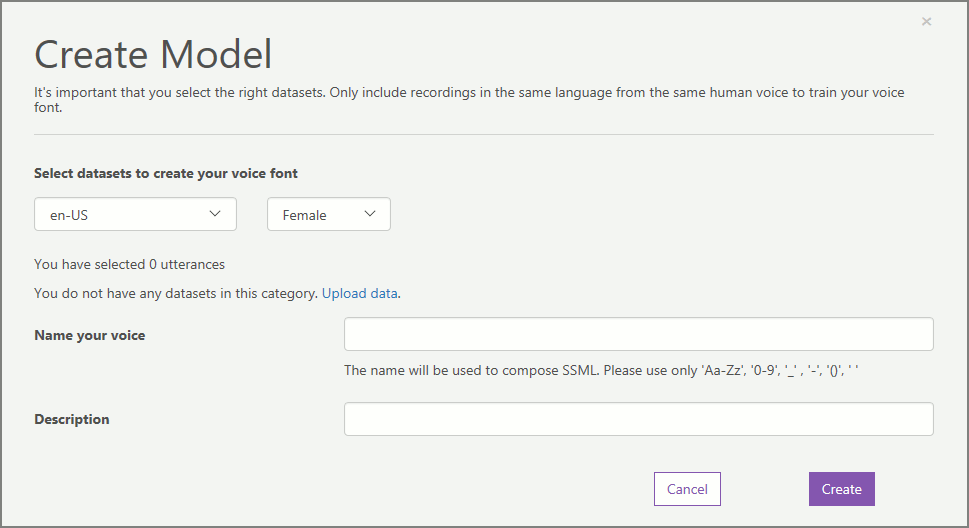 ×
Create Model
It's important that you select the right datasets. Only include recordings in the same language from the same human voice to train your voice
font.
Select datasets to create your voice font
en-US Female
You have selected 0 utterances
You do not have any datasets in this category. Upload data.
Name your voice
The name will be used to compose SSML. Please use only 'Aa-Zz', '0-9', '_' , '-', '()', ' '
Description
Cancel Create